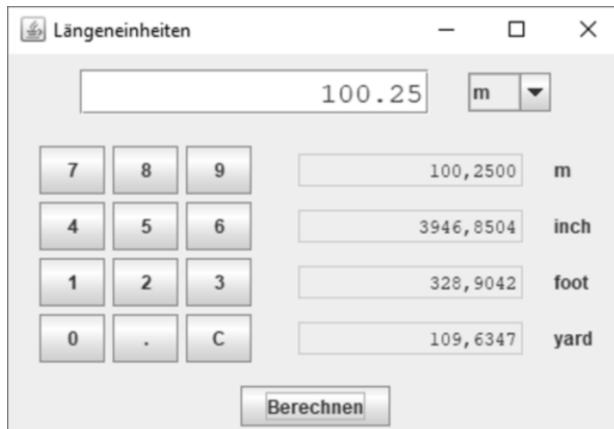 Längeneinheiten
100.25 m
7 8 9 100,2500 m
4 5 6 3946,8504 inch
1 2 3 328,9042 foot
0 . C 109,6347 yard
Berechnen